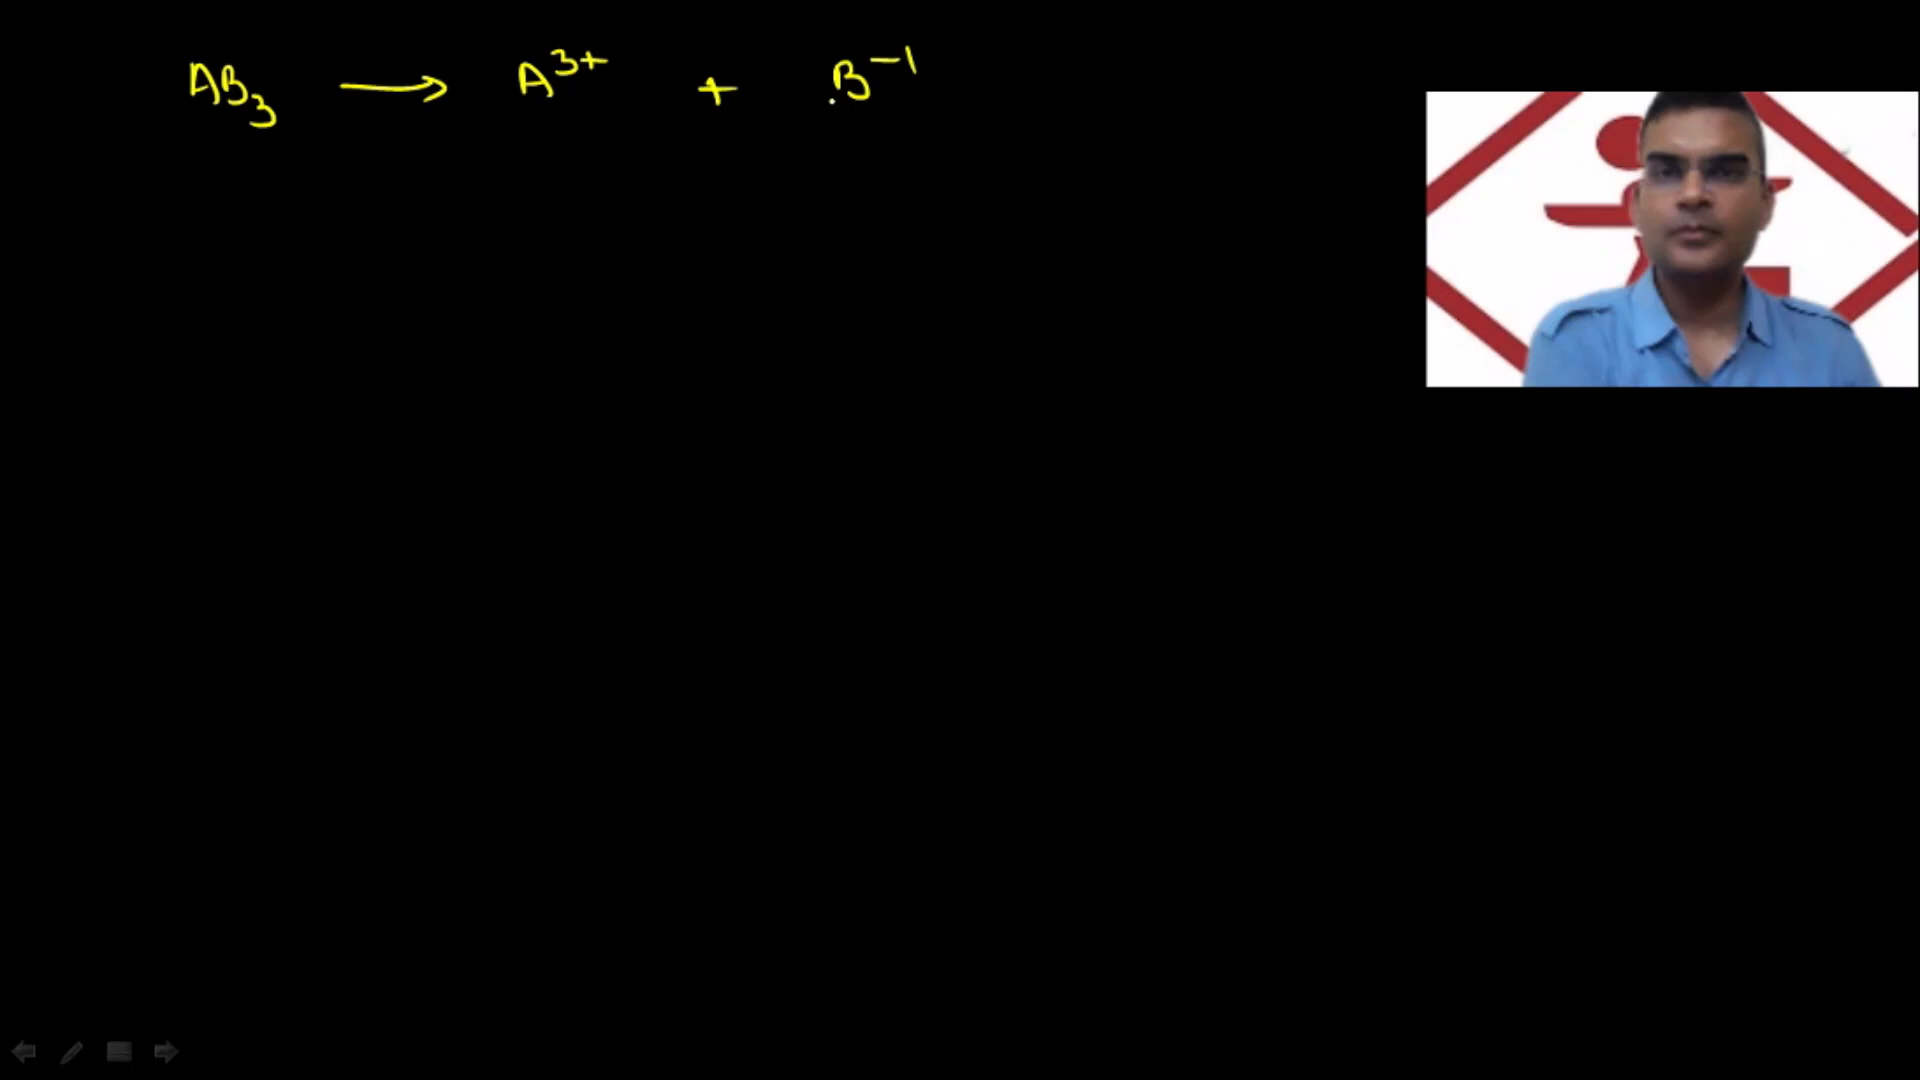 AB₃ ⟶ A³⁺ + B⁻¹